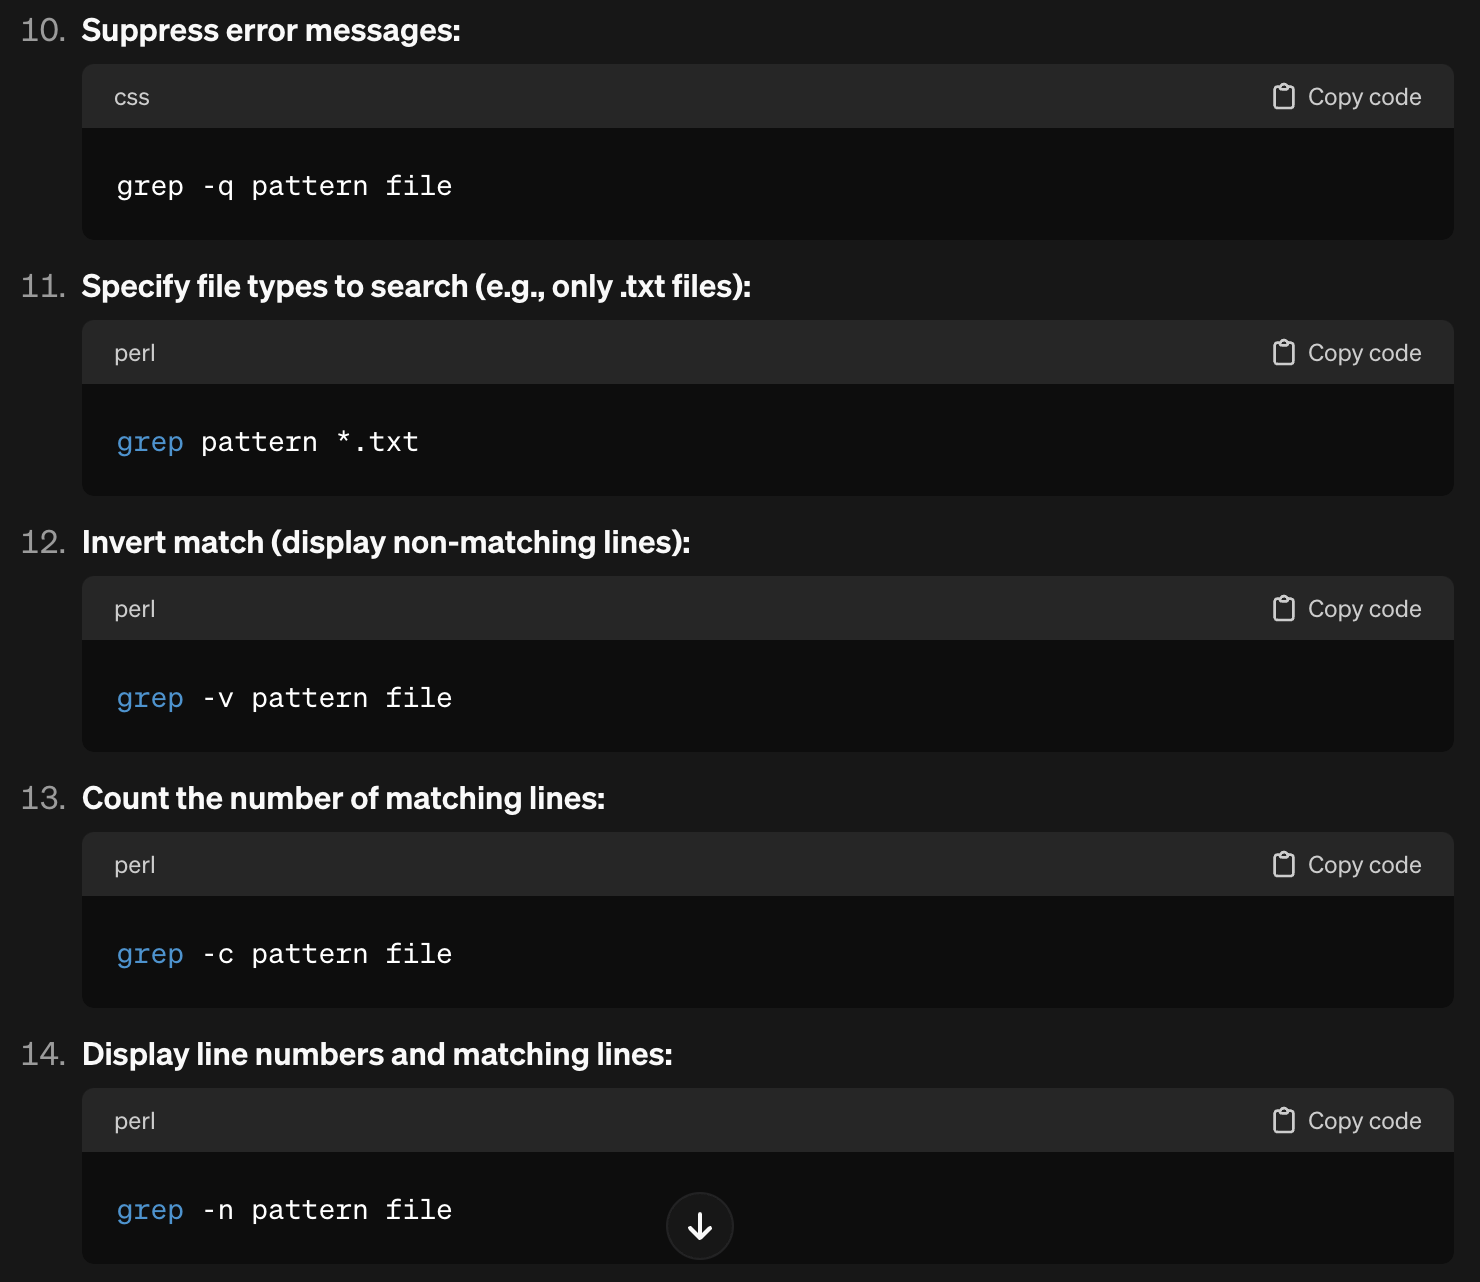 10. Suppress error messages:
css Copy code
grep -q pattern file
11. Specify file types to search (e.g., only .txt files):
perl Copy code
grep pattern *.txt
12. Invert match (display non-matching lines):
perl Copy code
grep -v pattern file
13. Count the number of matching lines:
perl Copy code
grep -c pattern file
14. Display line numbers and matching lines:
perl Copy code
grep -n pattern file